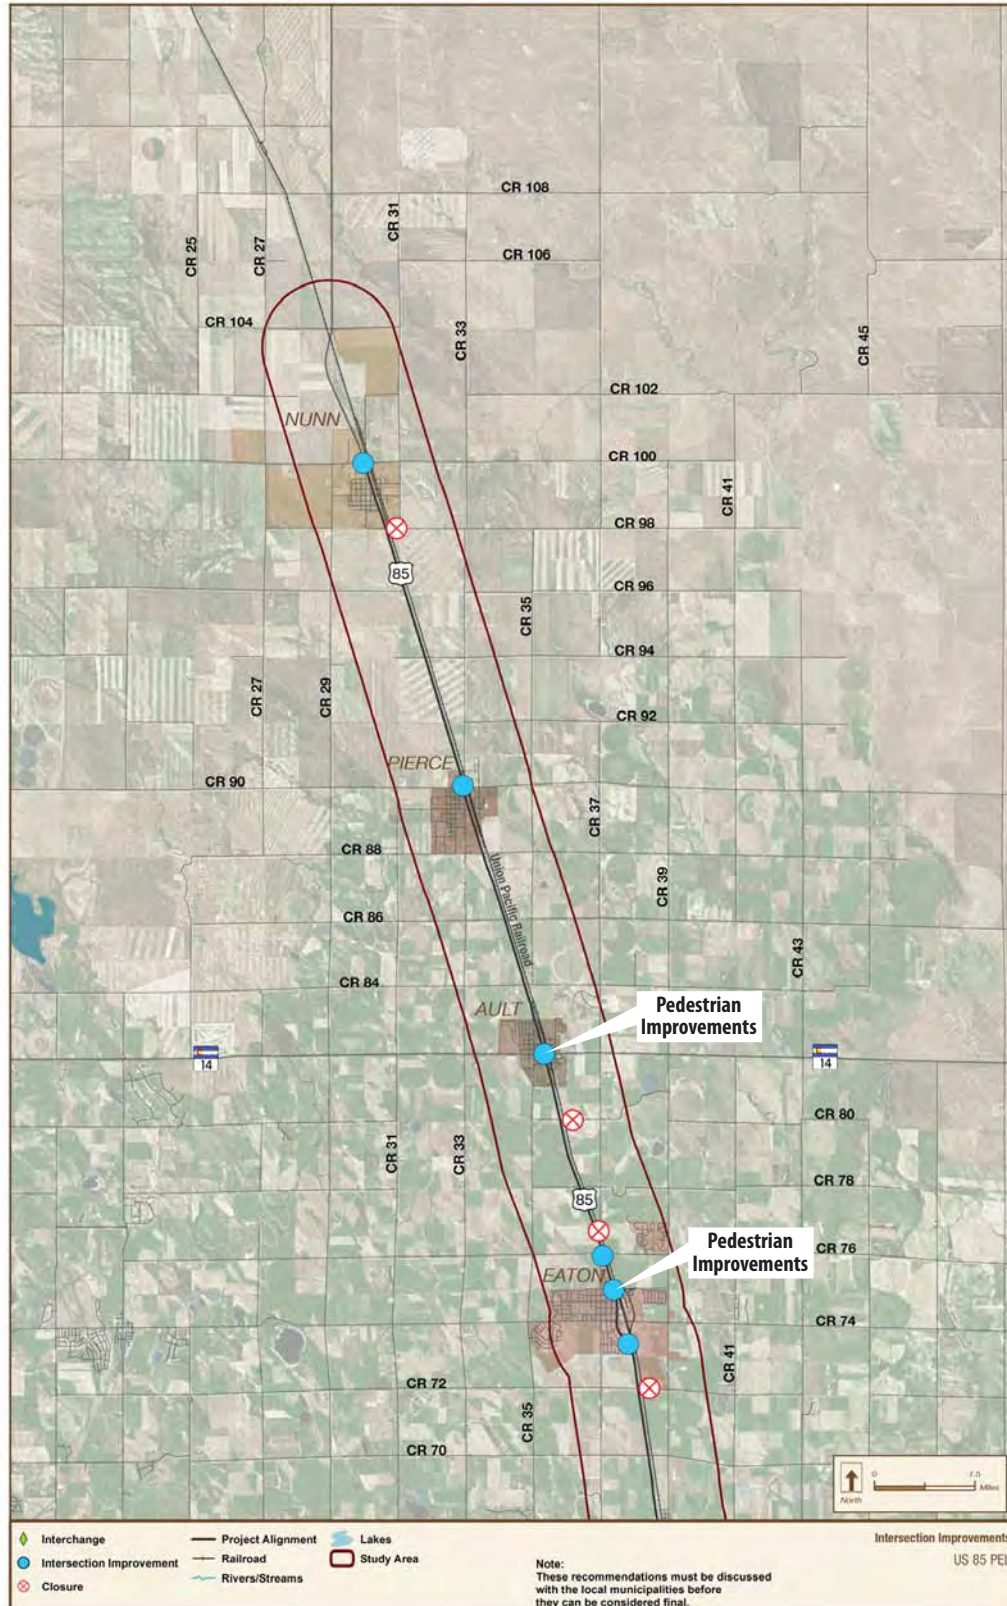 CR 108
CR 31
CR 25
CR 27
CR 106
CR 104
CR 33
CR 45
CR 102
NUNN
CR 100
CR 41
CR 98
85
CR 96
CR 35
CR 94
CR 27
CR 29
CR 92
PIERCE
CR 90
CR 37
CR 88
Union Pacific Railroad
CR 39
CR 86
CR 43
CR 84
AULT
Pedestrian
Improvements
14
14
CR 80
CR 31
CR 33
CR 78
85
Pedestrian
Improvements
CR 76
EATON
CR 74
CR 41
CR 72
CR 35
CR 70
North
0
1.5
Miles
Interchange
Intersection Improvement
Closure
Project Alignment
Railroad
Rivers/Streams
Lakes
Study Area
Note:
These recommendations must be discussed
with the local municipalities before
they can be considered final.
Intersection Improvements
US 85 PEL